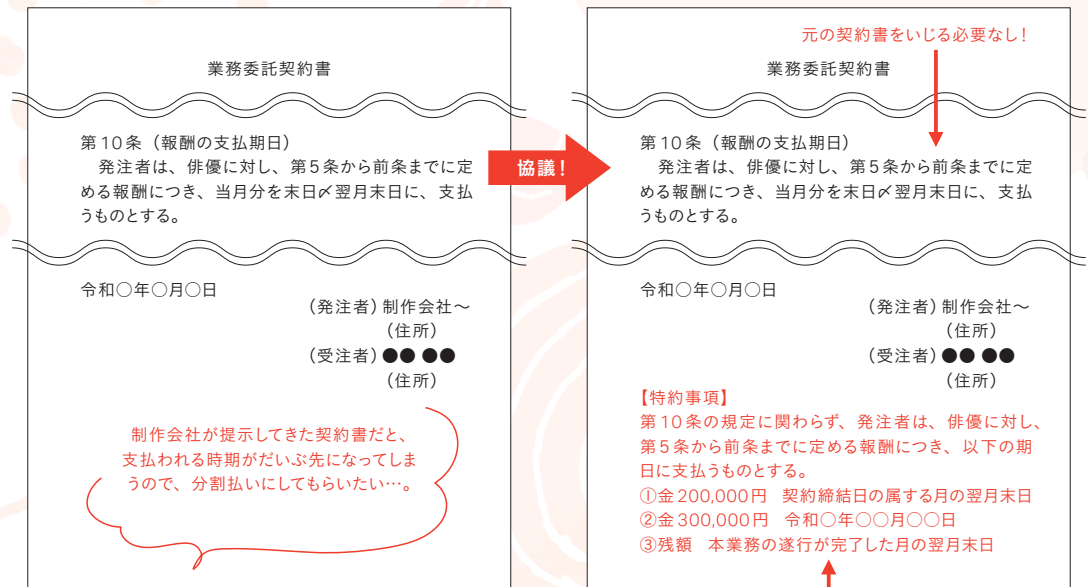 業務委託契約書
第10条（報酬の支払期日）
発注者は、俳優に対し、第5条から前条までに定
める報酬につき、当月分を末日〆翌月末日に、支払
うものとする。
令和○年○月○日
（発注者）制作会社～
（住所）
（受注者）●● ●●
（住所）
制作会社が提示してきた契約書だと、
支払われる時期がだいぶ先になってしま
うので、分割払いにしてもらいたい…。
協議！
元の契約書をいじる必要なし！
業務委託契約書
第10条（報酬の支払期日）
発注者は、俳優に対し、第5条から前条までに定
める報酬につき、当月分を末日〆翌月末日に、支払
うものとする。
令和○年○月○日
（発注者）制作会社～
（住所）
（受注者）●● ●●
（住所）
【特約事項】
第10条の規定に関わらず、発注者は、俳優に対し、
第5条から前条までに定める報酬につき、以下の期
日に支払うものとする。
①金200,000円　契約締結日の属する月の翌月末日
②金300,000円　令和○年○○月○○日
③残額　本業務の遂行が完了した月の翌月末日